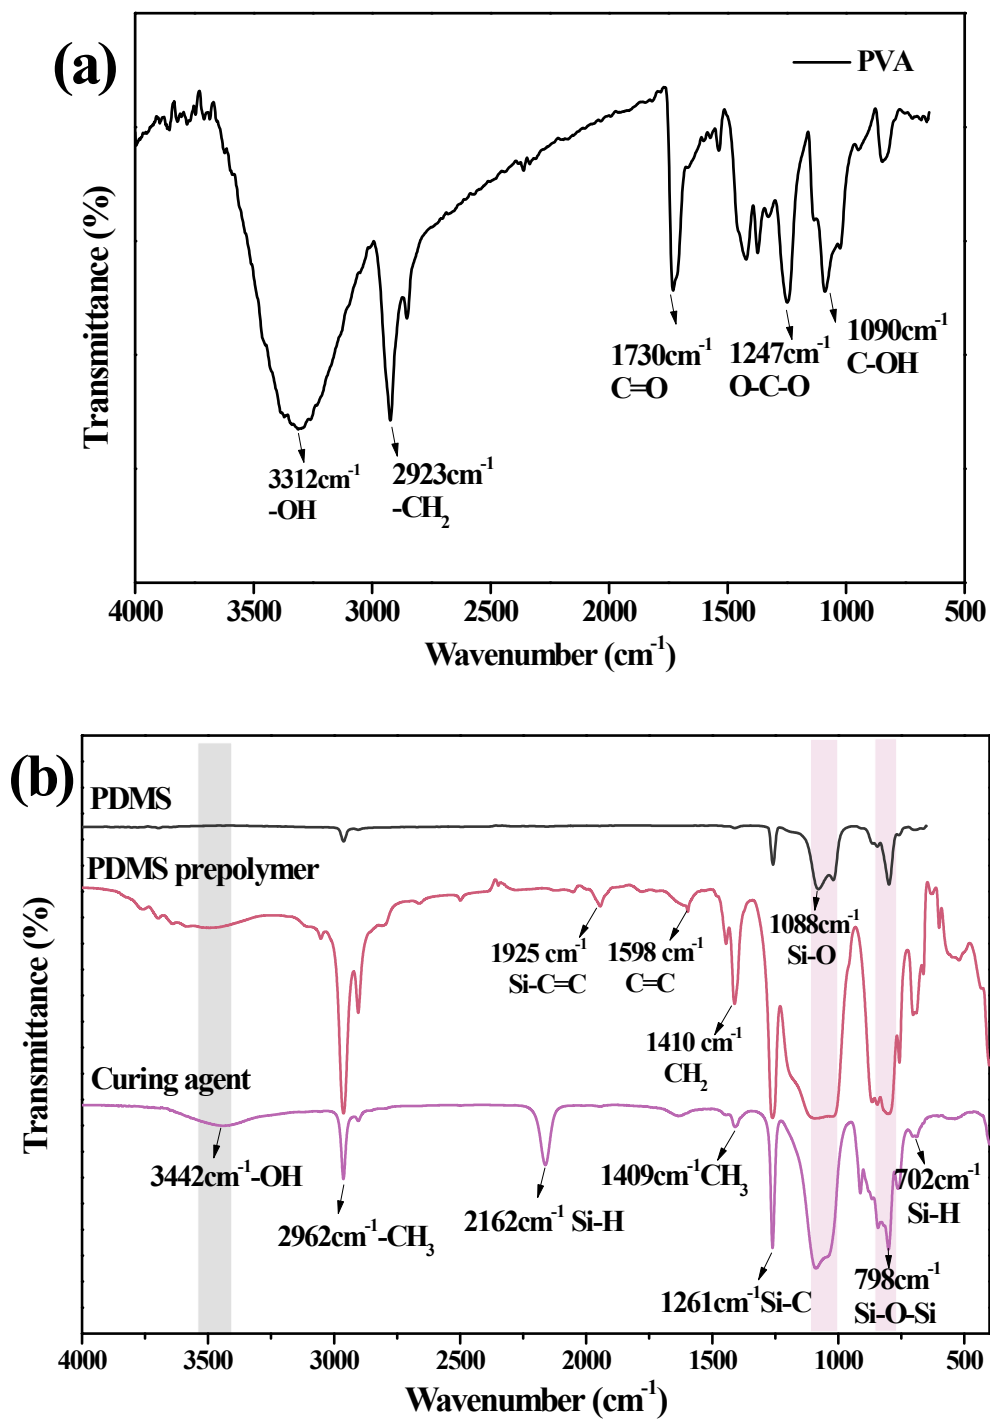 (a)
PVA
Transmittance (%)
1730cm⁻¹
C=O
1247cm⁻¹
O-C-O
1090cm⁻¹
C-OH
3312cm⁻¹
-OH
2923cm⁻¹
-CH₂
4000 3500 3000 2500 2000 1500 1000 500
Wavenumber (cm⁻¹)
(b)
PDMS
PDMS prepolymer
Curing agent
Transmittance (%)
1925 cm⁻¹
Si-C=C
1598 cm⁻¹
C=C
1088cm⁻¹
Si-O
1410 cm⁻¹
CH₂
3442cm⁻¹-OH
2962cm⁻¹-CH₃
2162cm⁻¹ Si-H
1409cm⁻¹CH₃
702cm⁻¹
Si-H
1261cm⁻¹Si-C
798cm⁻¹
Si-O-Si
4000 3500 3000 2500 2000 1500 1000 500
Wavenumber (cm⁻¹)